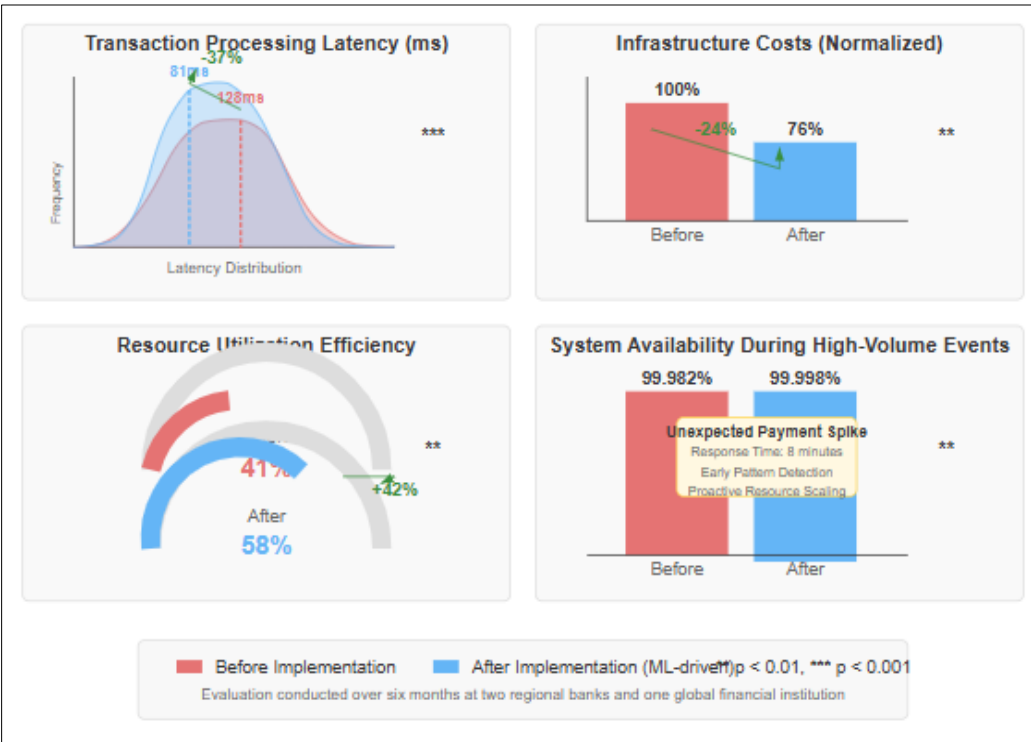 Transaction Processing Latency (ms)
-37%
81ms
128ms
***
Frequency
Latency Distribution
Infrastructure Costs (Normalized)
100%
-24%
76%
**
Before
After
Resource Utilization Efficiency
41%
**
+42%
After
58%
System Availability During High-Volume Events
99.982%
99.998%
Unexpected Payment Spike
Response Time: 8 minutes
Early Pattern Detection
Proactive Resource Scaling
**
Before
After
Before Implementation
After Implementation (ML-driven)
** p < 0.01, *** p < 0.001
Evaluation conducted over six months at two regional banks and one global financial institution